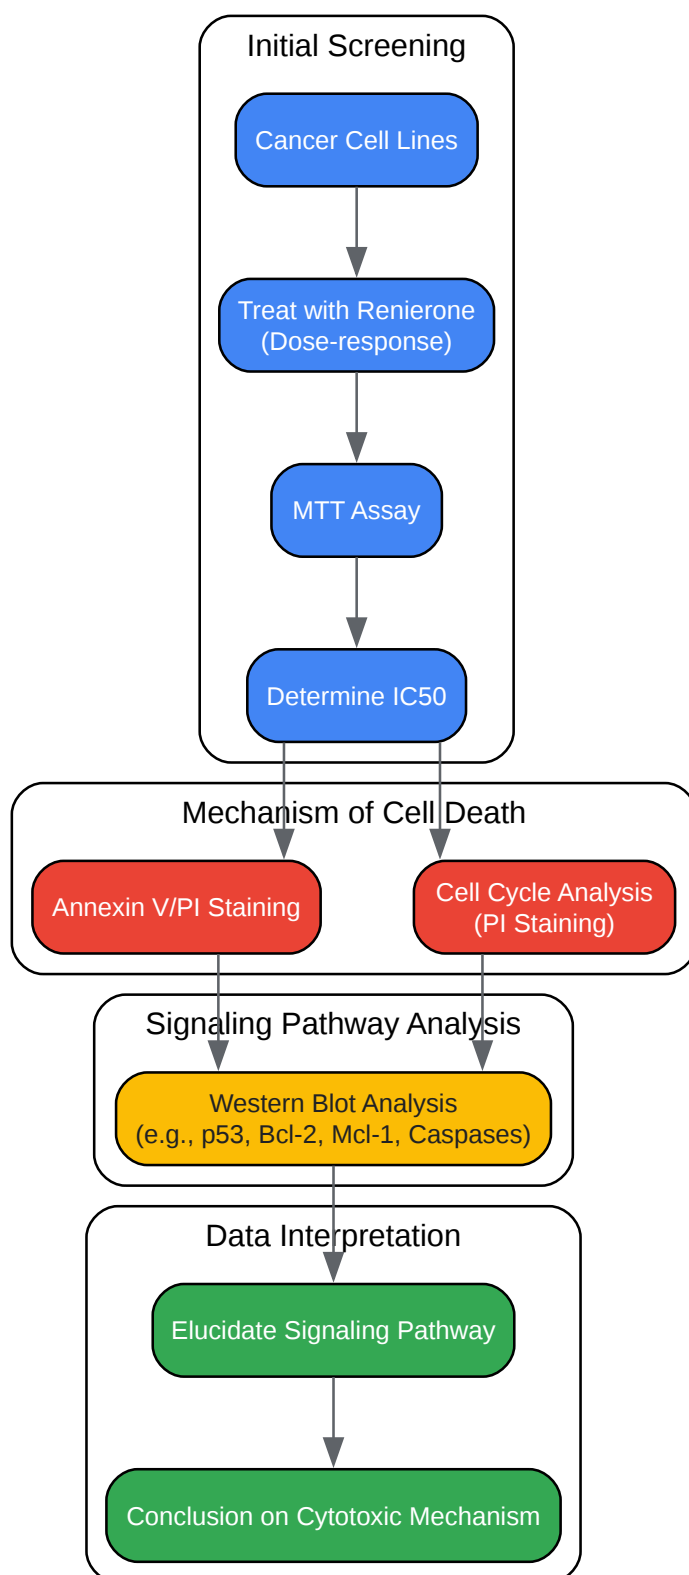 Initial Screening
Cancer Cell Lines
Treat with Renierone
(Dose-response)
MTT Assay
Determine IC50
Mechanism of Cell Death
Annexin V/PI Staining
Cell Cycle Analysis
(PI Staining)
Signaling Pathway Analysis
Western Blot Analysis
(e.g., p53, Bcl-2, Mcl-1, Caspases)
Data Interpretation
Elucidate Signaling Pathway
Conclusion on Cytotoxic Mechanism